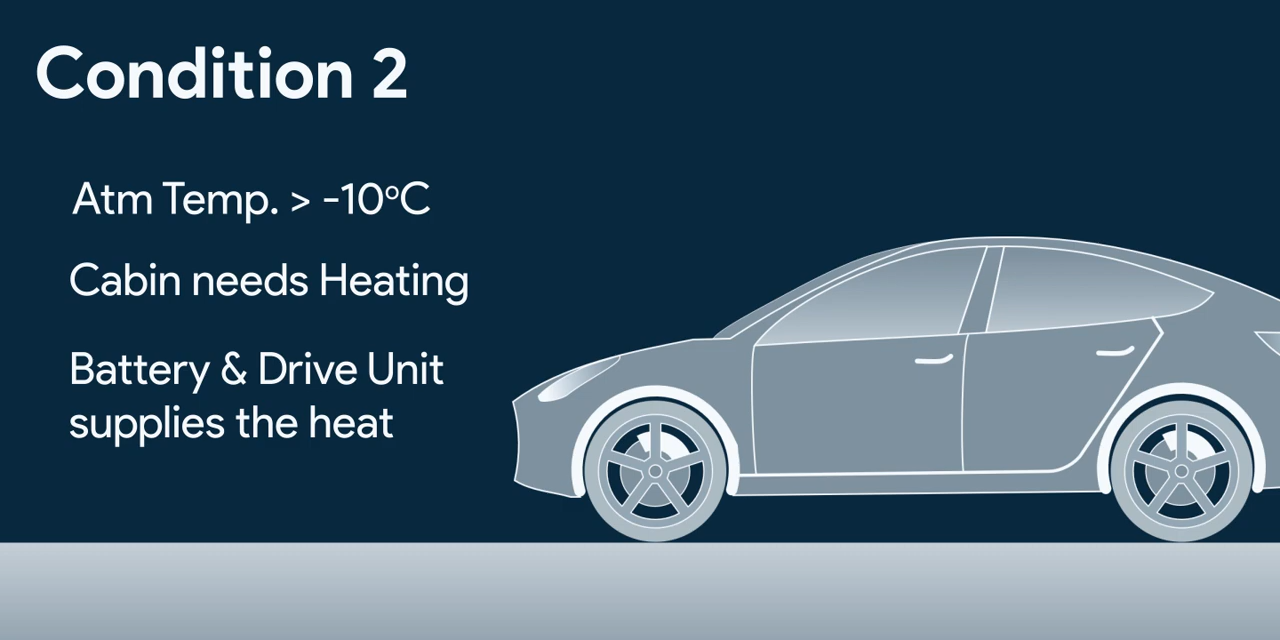 Condition 2
Atm Temp. > -10°C
Cabin needs Heating
Battery & Drive Unit
supplies the heat